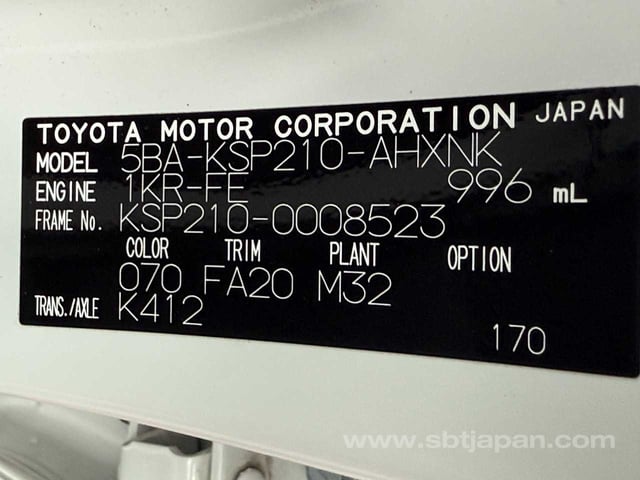 TOYOTA MOTOR CORPORATION JAPAN
MODEL 5BA-KSP210-AHXNK
ENGINE 1KR-FE 996 mL
FRAME No. KSP210-0008523
COLOR TRIM PLANT OPTION
070 FA20 M32
TRANS./AXLE K412
170
www.sbtjapan.com